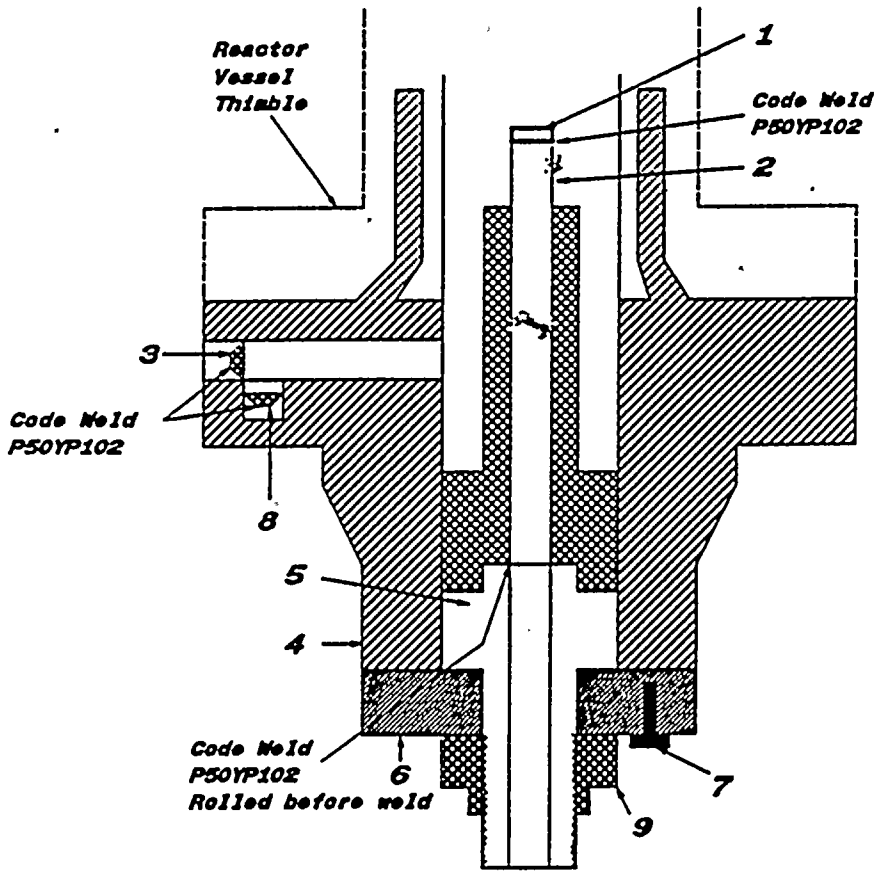 1
Reactor
Vessel
Thimble
Code Weld
P50YP102
2
3
Code Weld
P50YP102
8
5
4
Code Weld
P50YP102
Rolled before weld
6
7
9